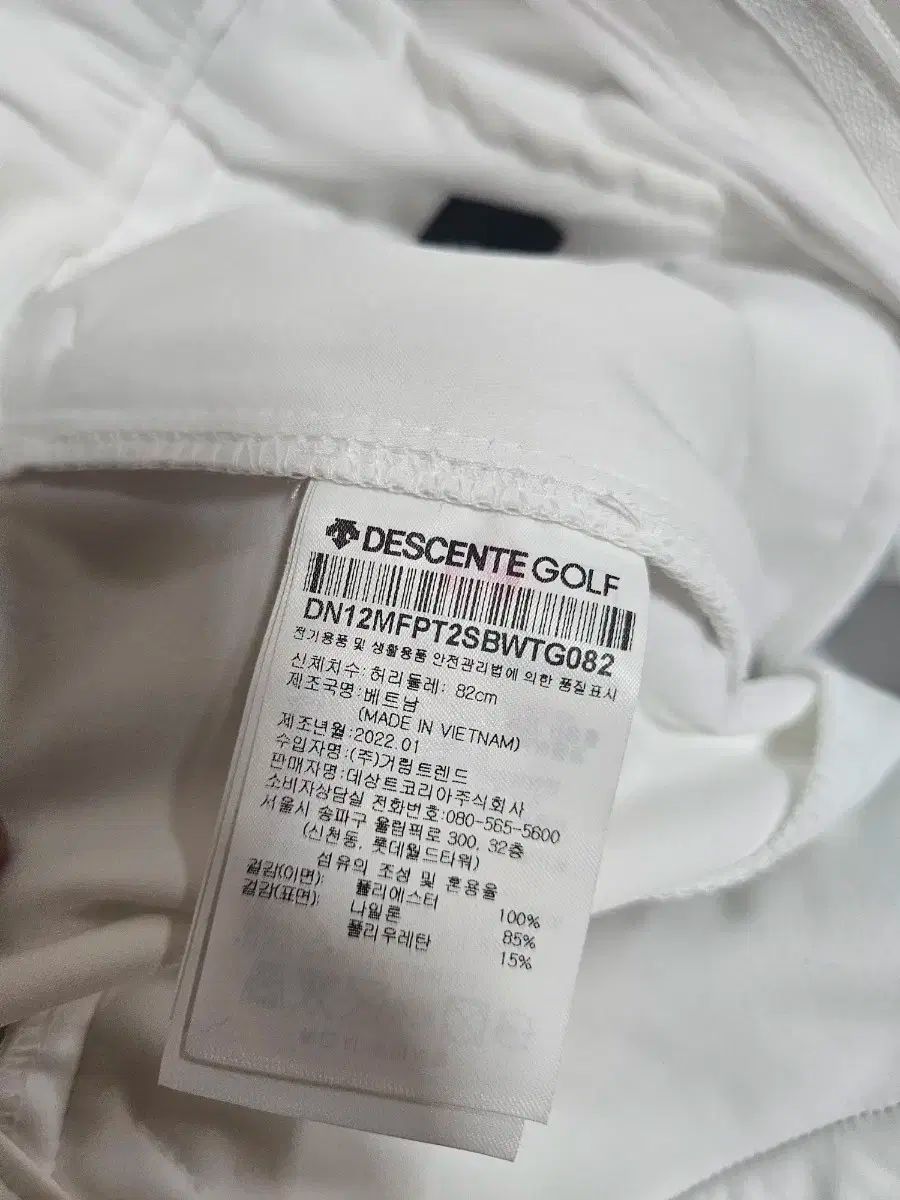 DESCENTE GOLF
DN12MFPT2SBWTG082
전기용품 및 생활용품 안전관리법에 의한 품질표시
신체치수: 허리둘레: 82cm
제조국명:베트남
(MADE IN VIETNAM)
제조년월:2022.01
수입자명:(주)거림트렌드
판매자명:데상트코리아주식회사
소비자상담실 전화번호:080-565-5600
서울시 송파구 올림픽로 300, 32층
(신천동, 롯데월드타워)
섬유의 조성 및 혼용율
겉감(이면): 폴리에스터 100%
겉감(표면): 나일론 85%
폴리우레탄 15%